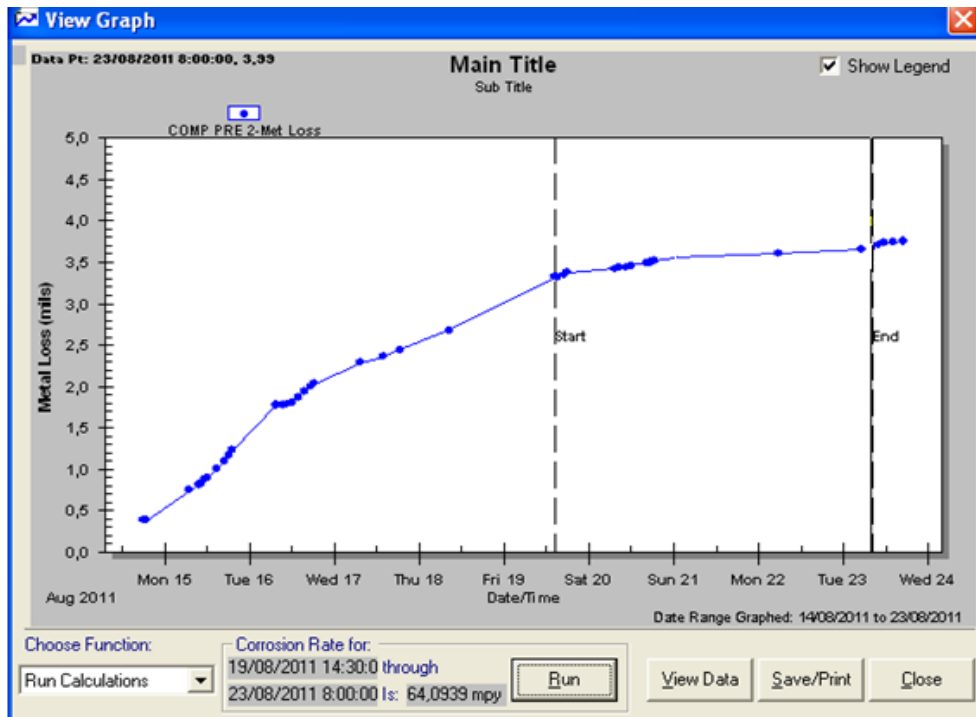 View Graph
Data Pt: 23/08/2011 8:00:00, 3,99
Main Title
Show Legend
Sub Title
COMP PRE 2-Met Loss
5,0
4,5
4,0
3,5
3,0
2,5
2,0
1,5
1,0
0,5
0,0
Metal Loss (mils)
Start
End
Mon 15 Tue 16 Wed 17 Thu 18 Fri 19 Sat 20 Sun 21 Mon 22 Tue 23 Wed 24
Aug 2011
Date/Time
Date Range Graphed: 14/08/2011 to 23/08/2011
Choose Function:
Run Calculations
Corrosion Rate for:
19/08/2011 14:30:0 through
23/08/2011 8:00:00 Is: 64,0939 mpy
Run
View Data
Save/Print
Close